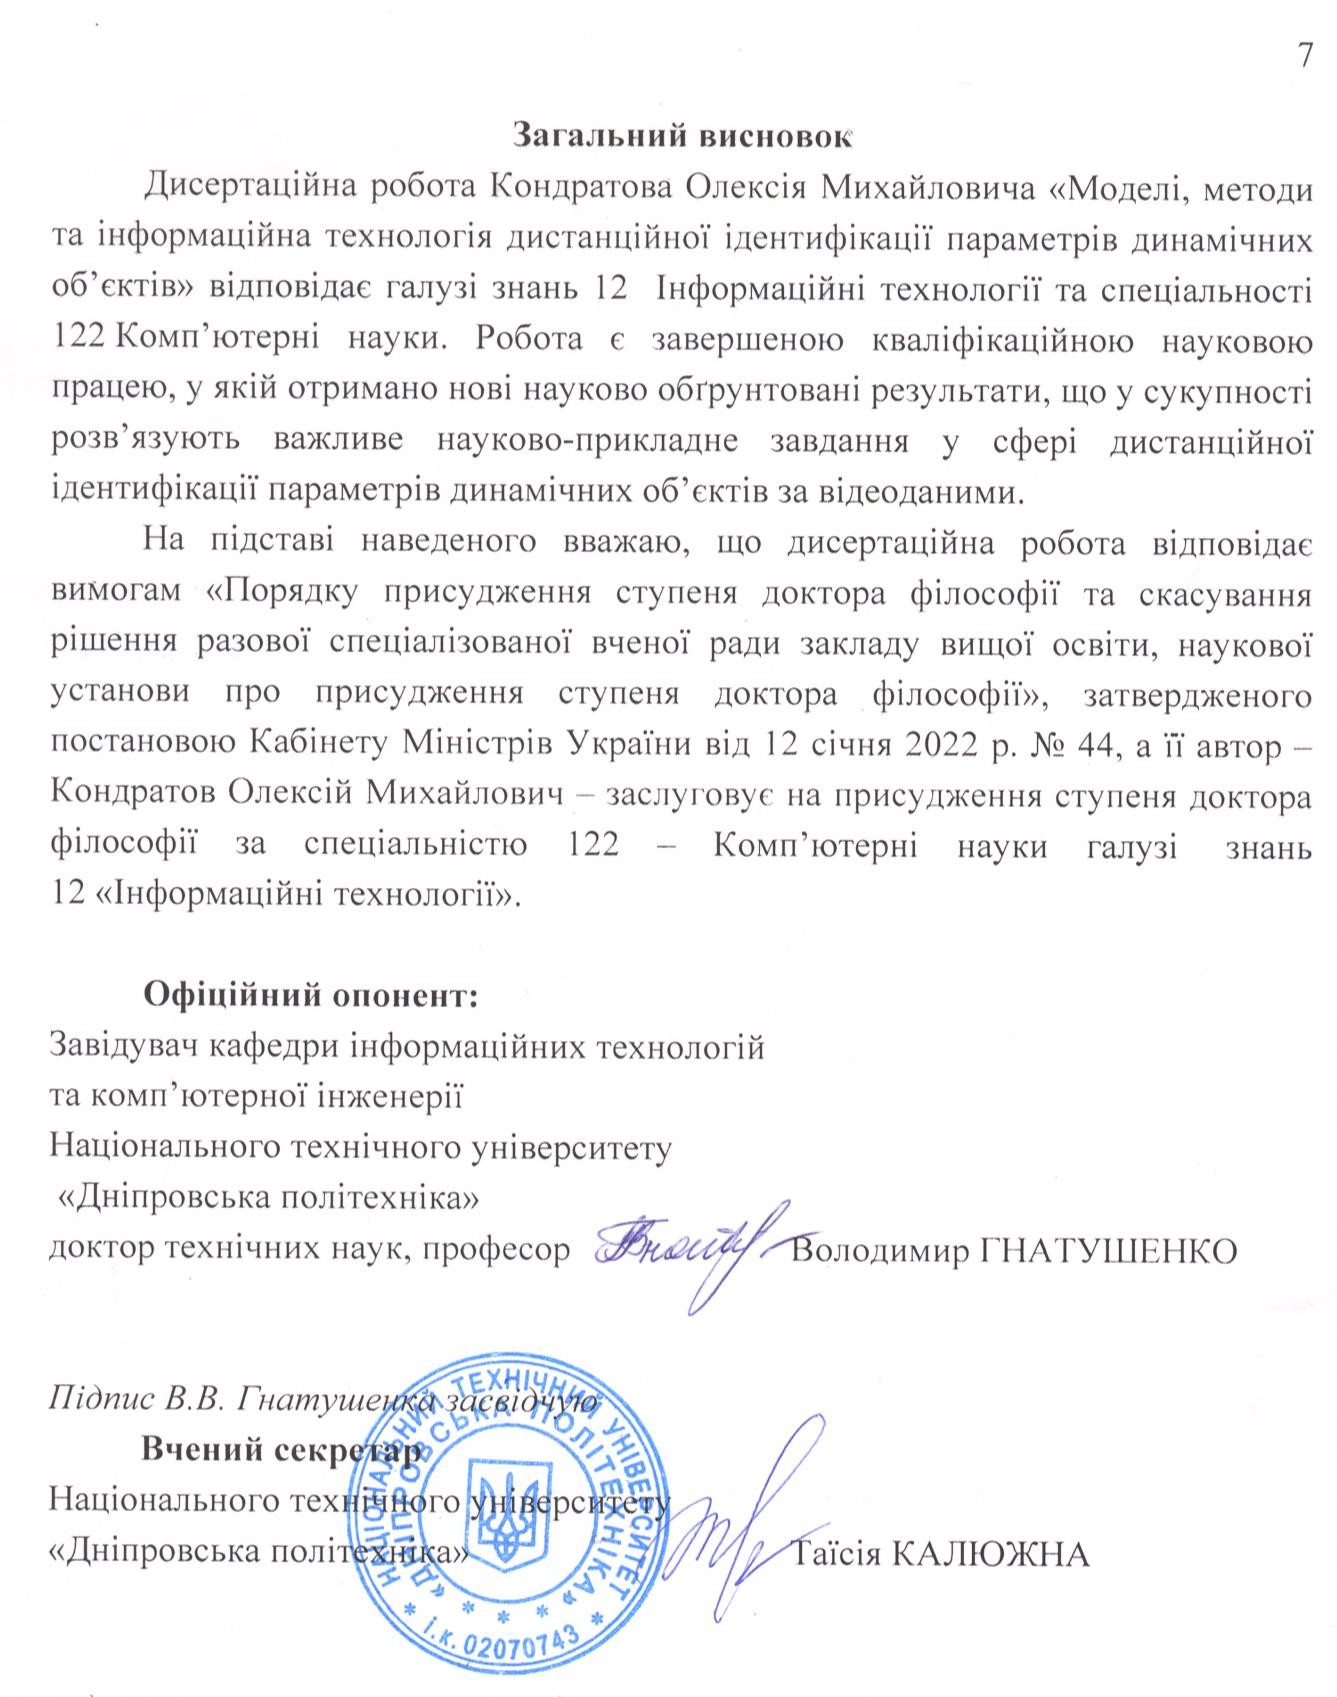 7
Загальний висновок
Дисертаційна робота Кондратова Олексія Михайловича «Моделі, методи
та інформаційна технологія дистанційної ідентифікації параметрів динамічних
об’єктів» відповідає галузі знань 12 Інформаційні технології та спеціальності
122 Комп’ютерні науки. Робота є завершеною кваліфікаційною науковою
працею, у якій отримано нові науково обґрунтовані результати, що у сукупності
розв’язують важливе науково-прикладне завдання у сфері дистанційної
ідентифікації параметрів динамічних об’єктів за відеоданими.
На підставі наведеного вважаю, що дисертаційна робота відповідає
вимогам «Порядку присудження ступеня доктора філософії та скасування
рішення разової спеціалізованої вченої ради закладу вищої освіти, наукової
установи про присудження ступеня доктора філософії», затвердженого
постановою Кабінету Міністрів України від 12 січня 2022 р. № 44, а її автор –
Кондратов Олексій Михайлович – заслуговує на присудження ступеня доктора
філософії за спеціальністю 122 – Комп’ютерні науки галузі знань
12 «Інформаційні технології».
Офіційний опонент:
Завідувач кафедри інформаційних технологій
та комп’ютерної інженерії
Національного технічного університету
«Дніпровська політехніка»
доктор технічних наук, професор Володимир ГНАТУШЕНКО
Підпис В.В. Гнатушенка засвідчую
Вчений секретар
Національного технічного університету
«Дніпровська політехніка» Таїсія КАЛЮЖНА
НАЦІОНАЛЬНИЙ ТЕХНІЧНИЙ УНІВЕРСИТЕТ
«ДНІПРОВСЬКА ПОЛІТЕХНІКА»
* і.к. 02070743 *